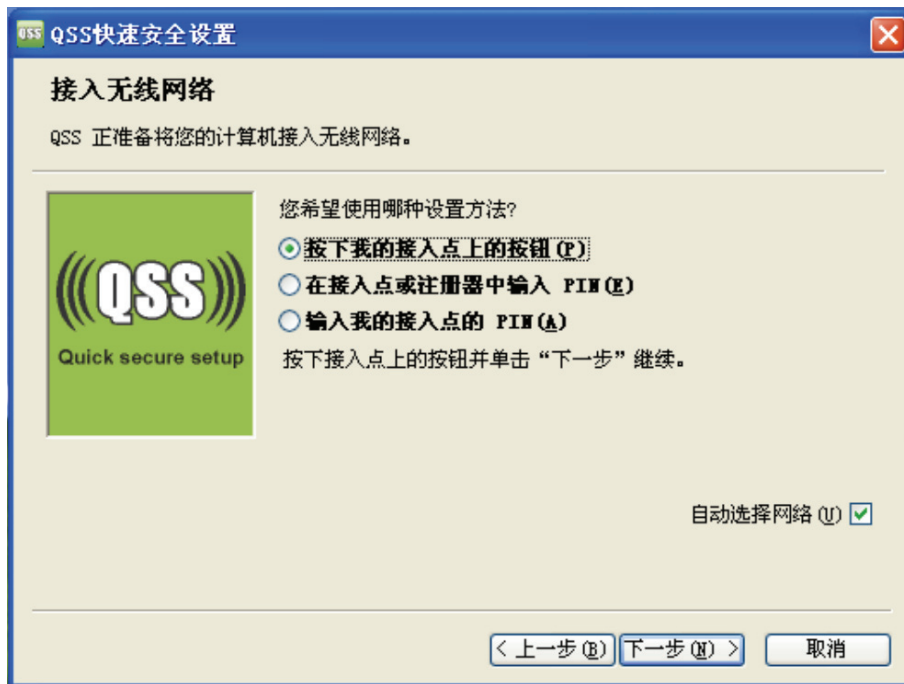 QSS QSS快速安全设置
接入无线网络
QSS 正准备将您的计算机接入无线网络。
您希望使用哪种设置方法?
按下我的接入点上的按钮(P)
在接入点或注册器中输入 PIN(E)
输入我的接入点的 PIN(A)
按下接入点上的按钮并单击“下一步”继续。
QSS
Quick secure setup
自动选择网络(U)
< 上一步(B) 下一步(N) > 取消